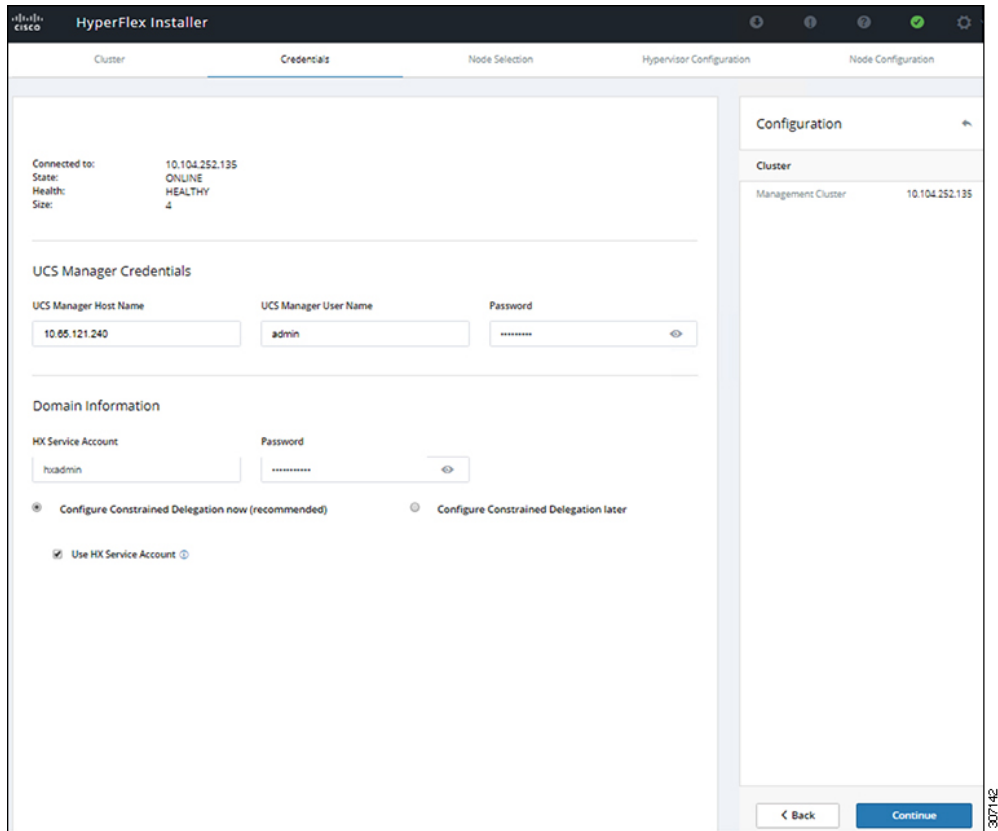 cisco
HyperFlex Installer
Cluster
Credentials
Node Selection
Hypervisor Configuration
Node Configuration
Connected to: 10.104.252.135
State: ONLINE
Health: HEALTHY
Size: 4
UCS Manager Credentials
UCS Manager Host Name
UCS Manager User Name
Password
10.65.121.240
admin
•••••••••
Domain Information
HX Service Account
Password
hxadmin
•••••••••••
Configure Constrained Delegation now (recommended)
Configure Constrained Delegation later
Use HX Service Account
Configuration
Cluster
Management Cluster 10.104.252.135
Back
Continue
307142